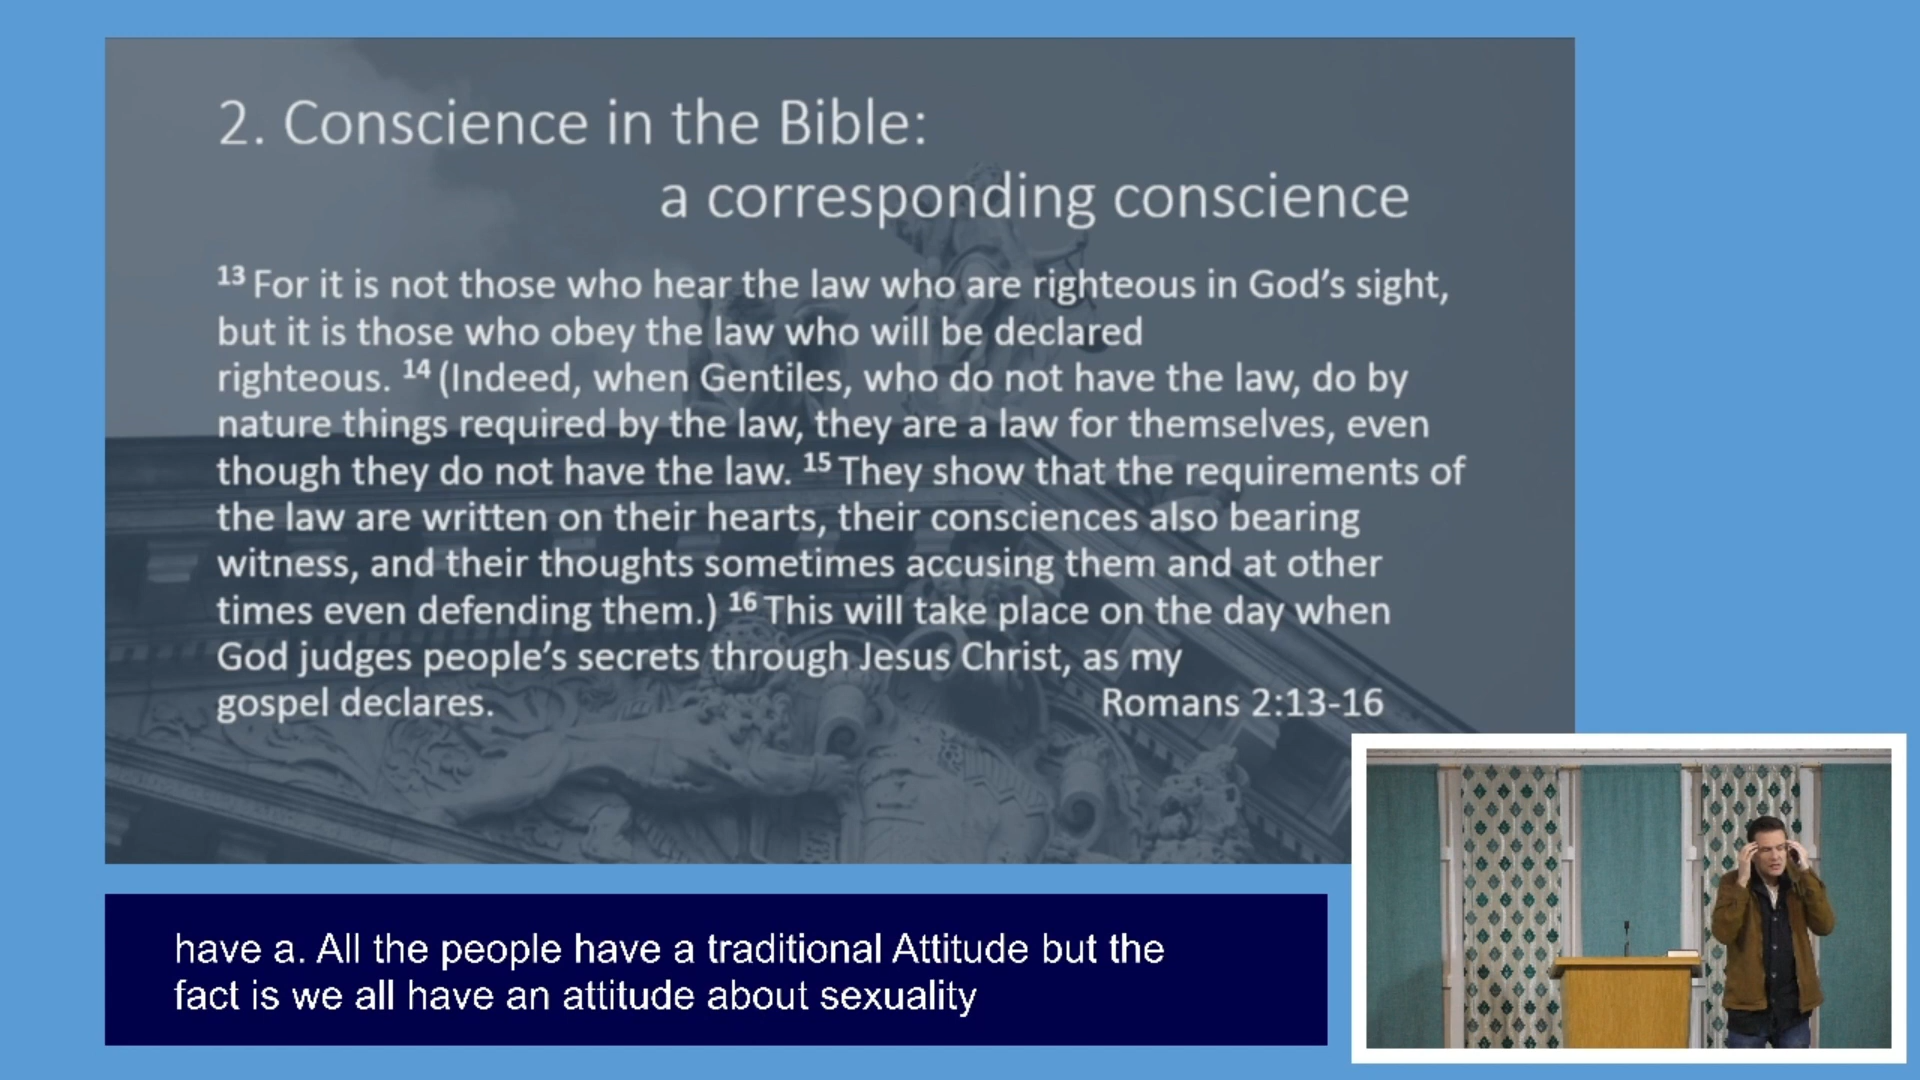 2. Conscience in the Bible:
a corresponding conscience
13 For it is not those who hear the law who are righteous in God’s sight,
but it is those who obey the law who will be declared
righteous. 14 (Indeed, when Gentiles, who do not have the law, do by
nature things required by the law, they are a law for themselves, even
though they do not have the law. 15 They show that the requirements of
the law are written on their hearts, their consciences also bearing
witness, and their thoughts sometimes accusing them and at other
times even defending them.) 16 This will take place on the day when
God judges people’s secrets through Jesus Christ, as my
gospel declares. Romans 2:13-16
have a. All the people have a traditional Attitude but the
fact is we all have an attitude about sexuality